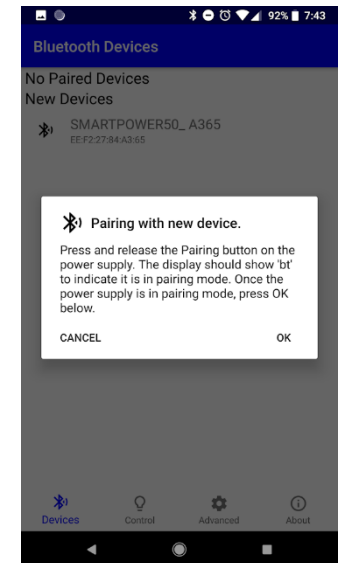 92% 7:43
Bluetooth Devices
No Paired Devices
New Devices
SMARTPOWER50_A365
EE:F2:27:84:A3:65
Pairing with new device.
Press and release the Pairing button on the
power supply. The display should show 'bt'
to indicate it is in pairing mode. Once the
power supply is in pairing mode, press OK
below.
CANCEL OK
Devices Control Advanced About